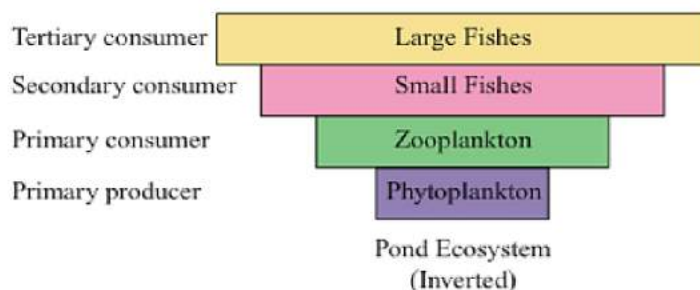 Tertiary consumer Large Fishes
Secondary consumer Small Fishes
Primary consumer Zooplankton
Primary producer Phytoplankton
Pond Ecosystem
(Inverted)